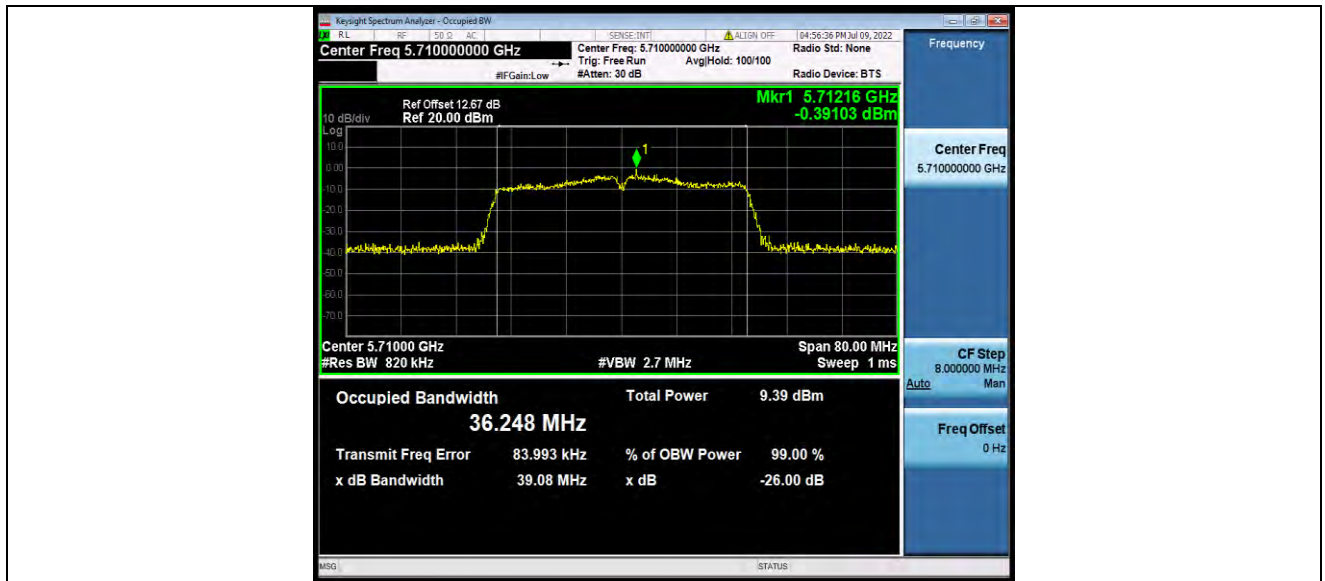 Keysight Spectrum Analyzer - Occupied BW
RL RF 50 Ω AC SENSE:INT ALIGN OFF 04:56:36 PM Jul 09, 2022
Center Freq 5.710000000 GHz
Center Freq: 5.710000000 GHz Radio Std: None
Trig: Free Run Avg|Hold: 100/100
#IFGain:Low #Atten: 30 dB Radio Device: BTS
Frequency
Mkr1 5.71216 GHz
-0.39103 dBm
Ref Offset 12.67 dB
10 dB/div Ref 20.00 dBm
Log
10.0
0.00
-10.0
-20.0
-30.0
-40.0
-50.0
-60.0
-70.0
1
Center 5.71000 GHz Span 80.00 MHz
#Res BW 820 kHz #VBW 2.7 MHz Sweep 1 ms
Center Freq
5.710000000 GHz
CF Step
8.000000 MHz
Auto Man
Freq Offset
0 Hz
Occupied Bandwidth Total Power 9.39 dBm
36.248 MHz
Transmit Freq Error 83.993 kHz % of OBW Power 99.00 %
x dB Bandwidth 39.08 MHz x dB -26.00 dB
MSG STATUS